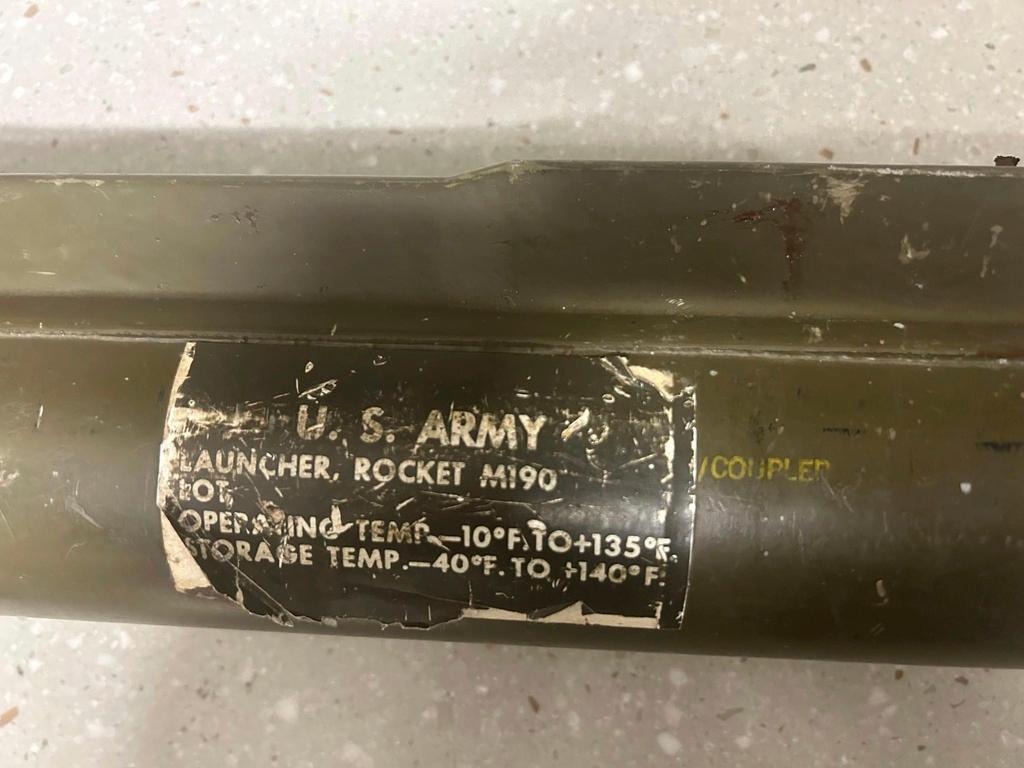 U. S. ARMY
LAUNCHER, ROCKET M190
LOT
OPERATING TEMP.—10°F. TO +135°F.
STORAGE TEMP.—40°F. TO +140°F.
/COUPLER